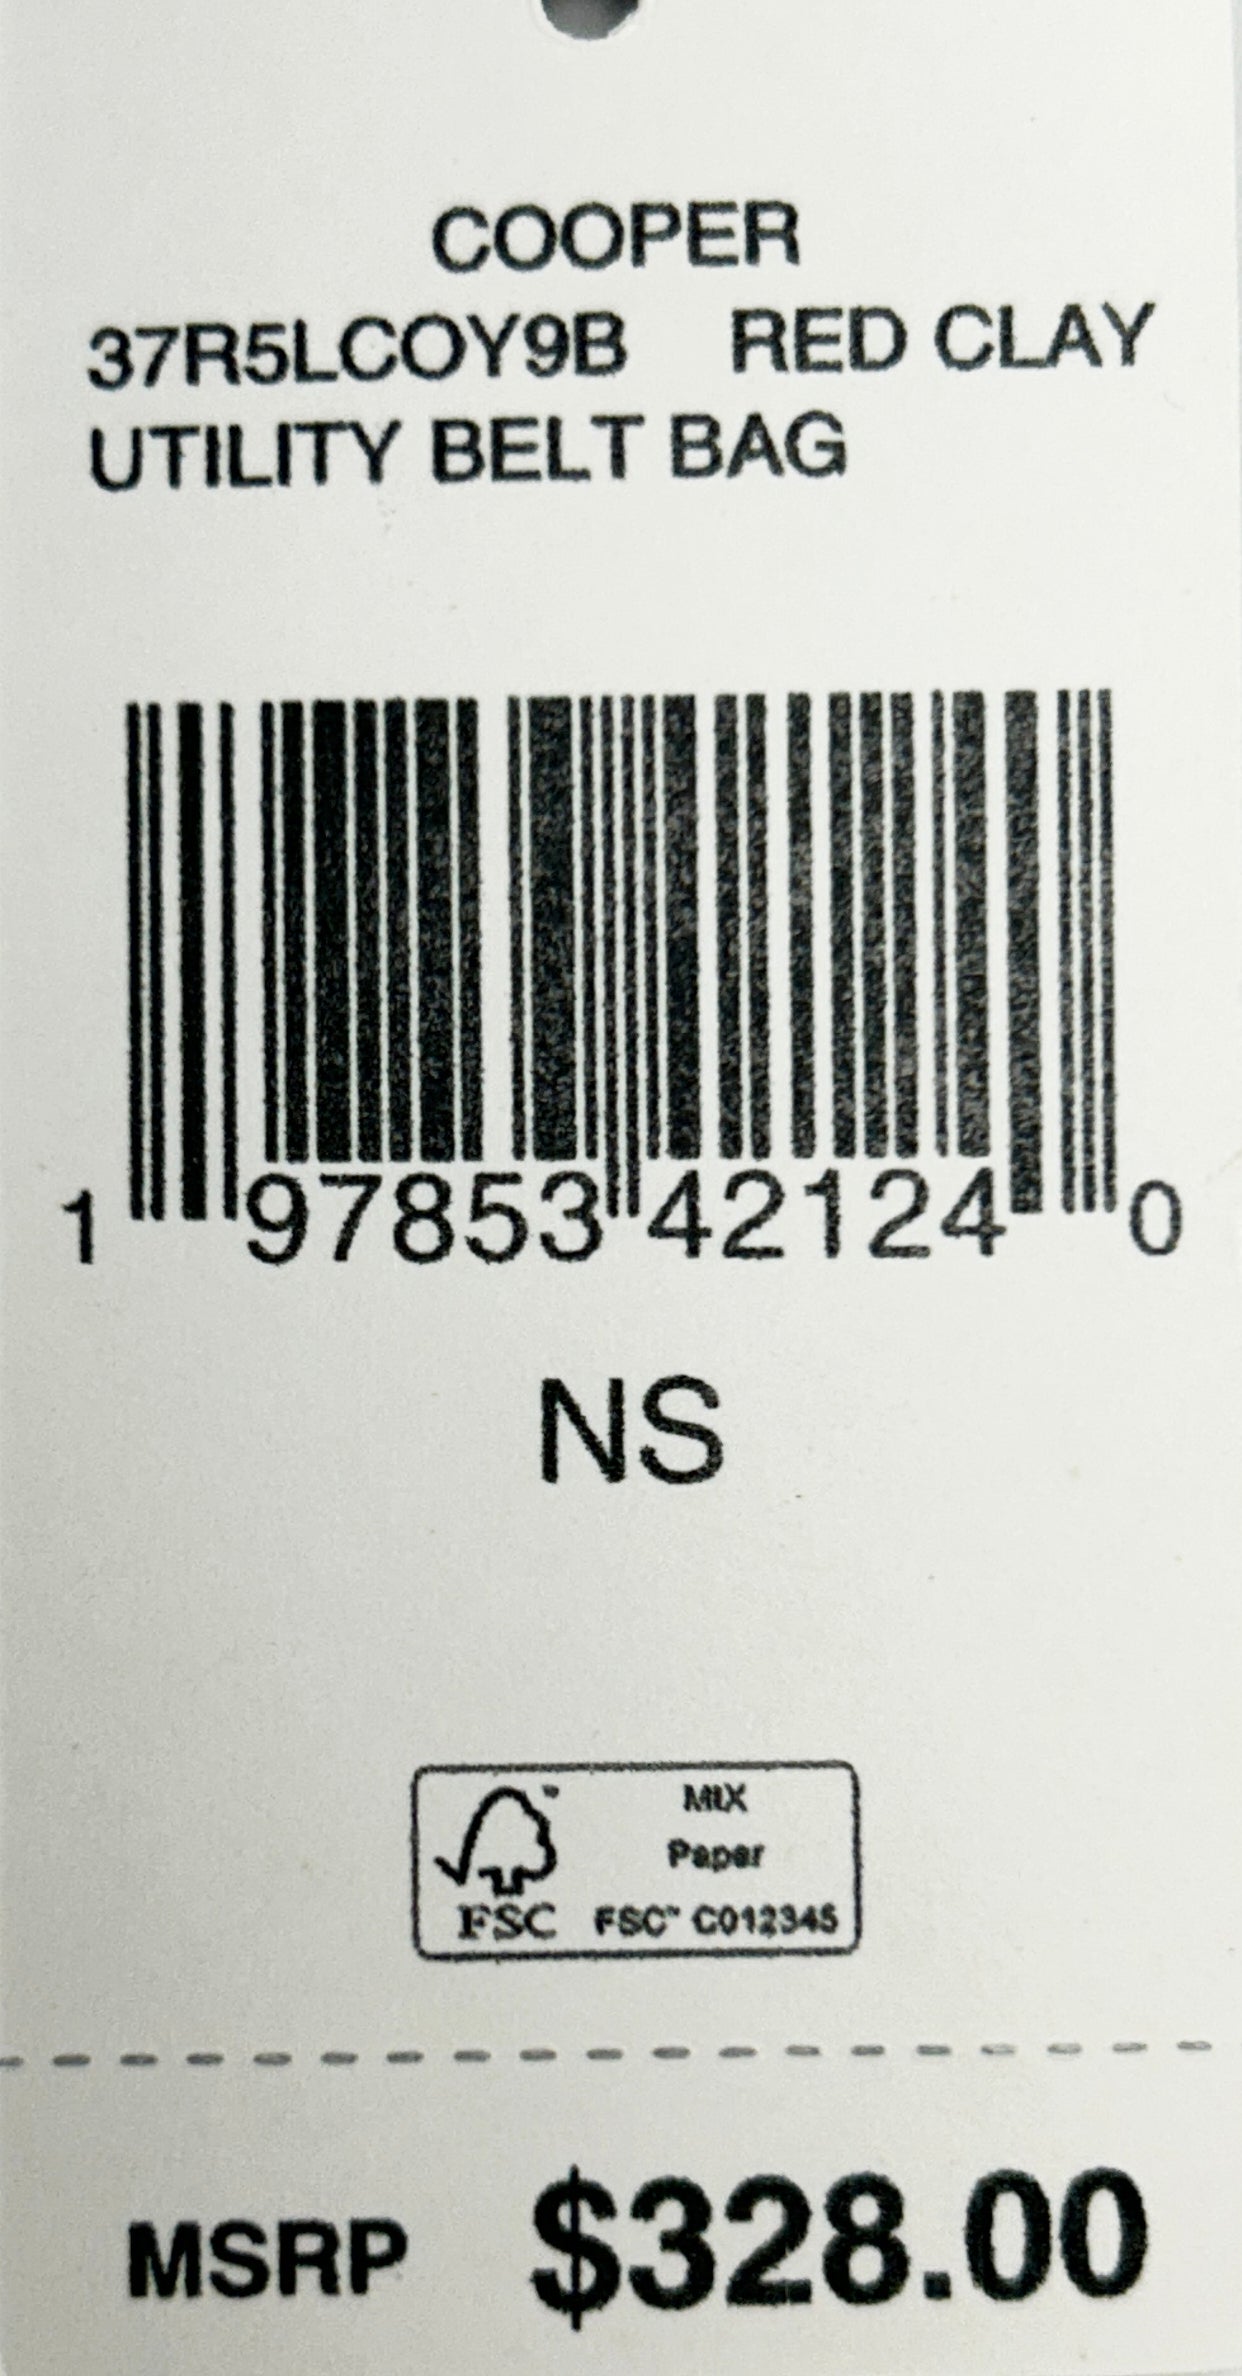 COOPER
37R5LCOY9B RED CLAY
UTILITY BELT BAG
1 97853 42124 0
NS
MIX
Paper
FSC FSC™ C012345
MSRP $328.00